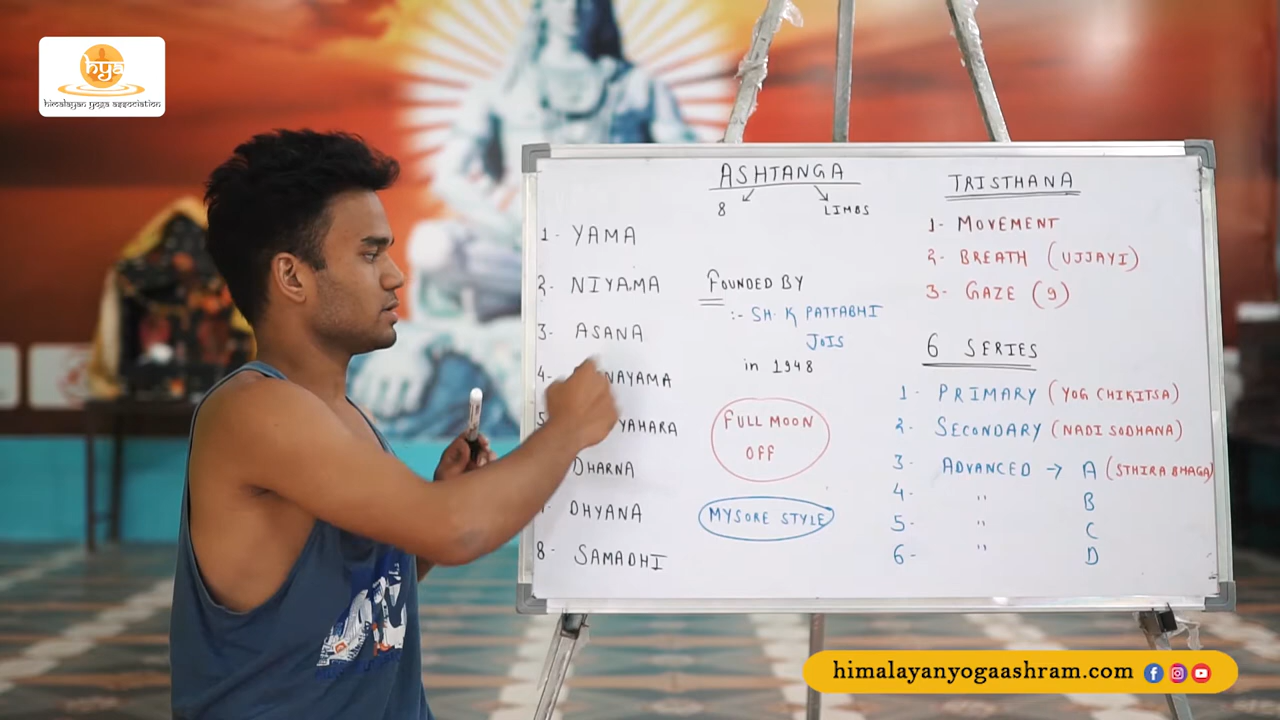 hya
himalayan yoga association
ASHTANGA
8 LIMBS
1- YAMA
2- NIYAMA
3- ASANA
4- NAYAMA
5 YAHARA
DHARNA
DHYANA
8- SAMADHI
FOUNDED BY
:- SH. K PATTABHI
JOIS
in 1948
FULL MOON
OFF
MYSORE STYLE
TRISTHANA
1- MOVEMENT
2- BREATH (UJJAYI)
3- GAZE (9)
6 SERIES
1- PRIMARY (YOG CHIKITSA)
2- SECONDARY (NADI SODHANA)
3- ADVANCED → A (STHIRA BHAGA)
4- " B
5- " C
6- " D
himalayanyogaashram.com